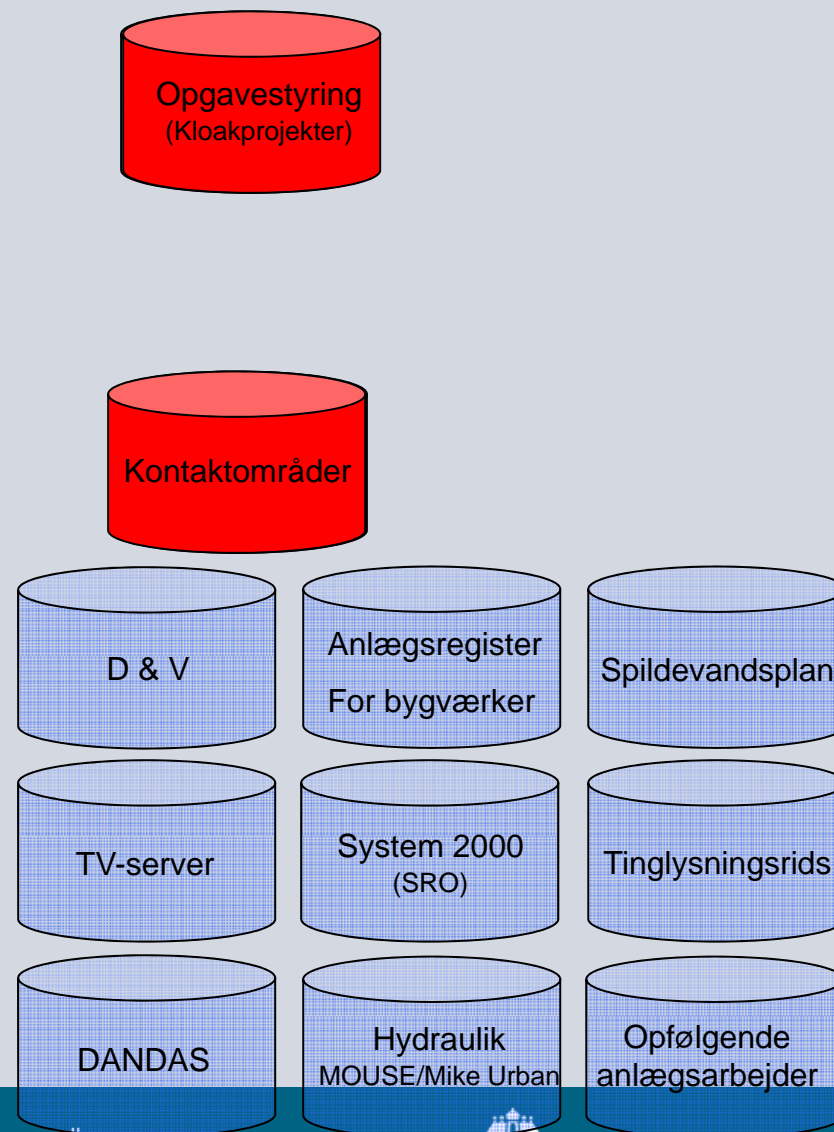 Opgavestyring
(Kloakprojekter)
Kontaktområder
D & V
Anlægsregister
For bygværker
Spildevandsplan
TV-server
System 2000
(SRO)
Tinglysningsrids
DANDAS
Hydraulik
MOUSE/Mike Urban
Opfølgende
anlægsarbejder